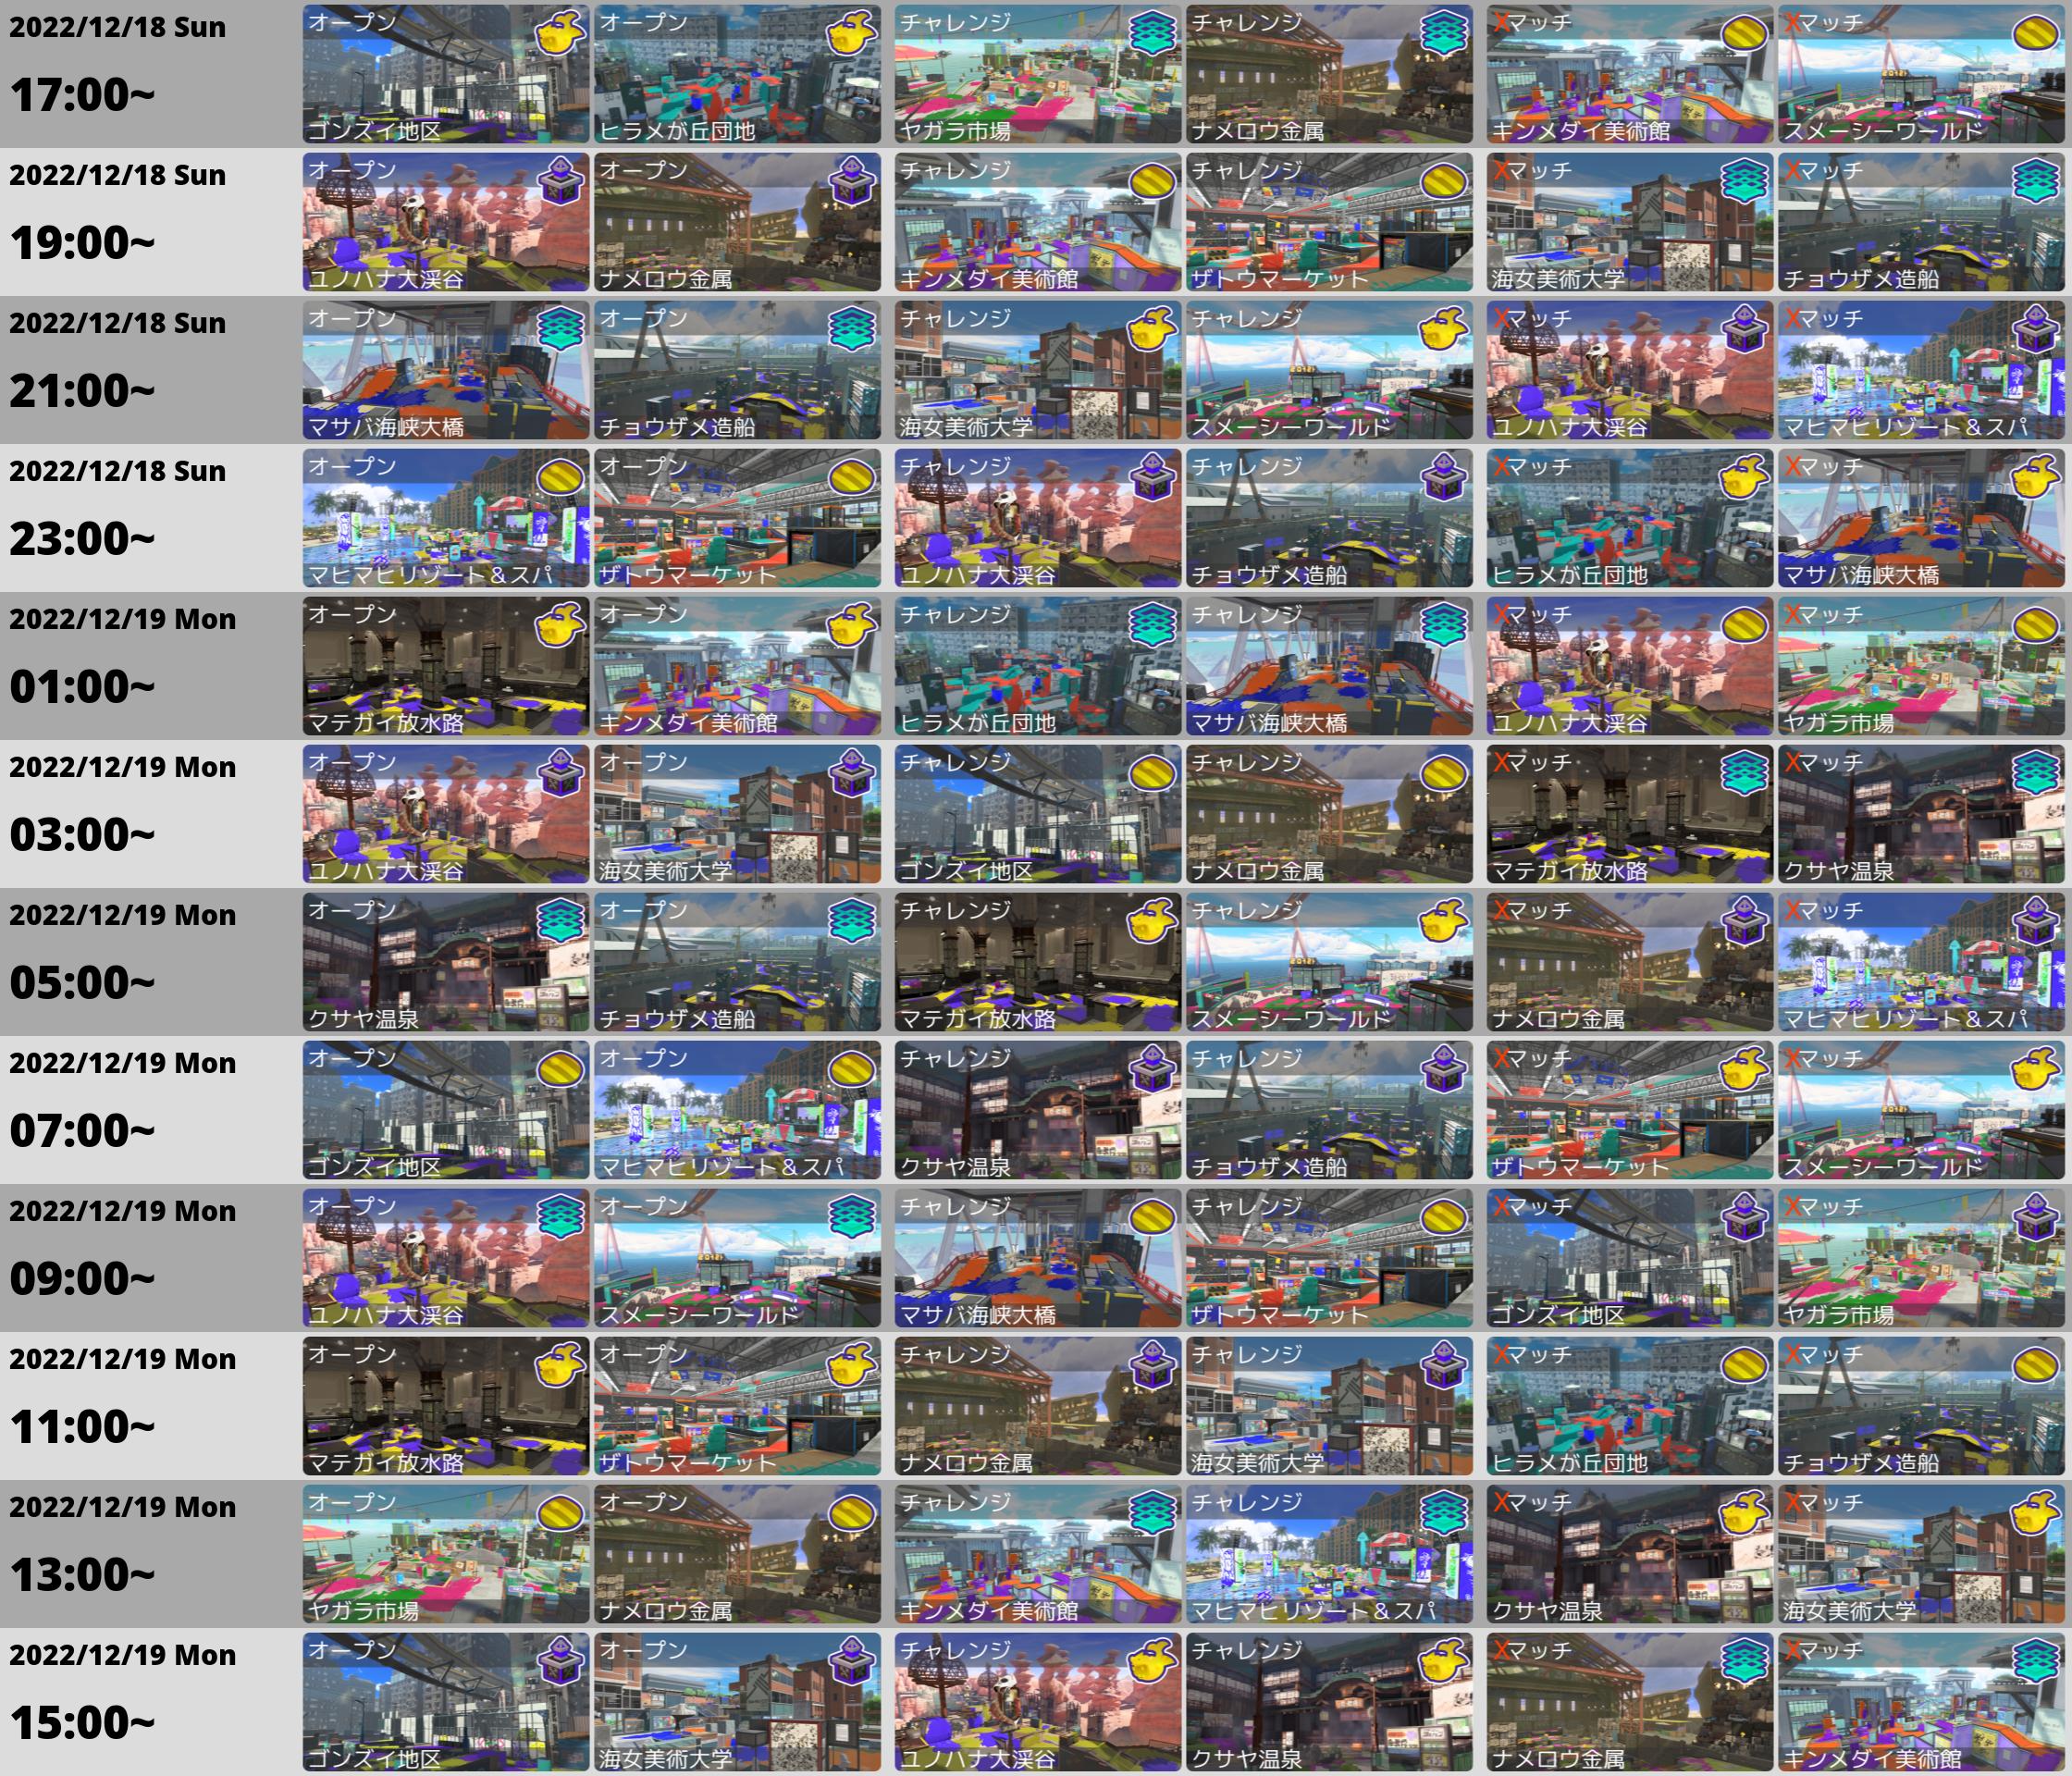 2022/12/18 Sun
17:00~
オープン オープン チャレンジ チャレンジ Xマッチ Xマッチ
ゴンズイ地区 ヒラメが丘団地 ヤガラ市場 ナメロウ金属 キンメダイ美術館 スメーシーワールド
2022/12/18 Sun
19:00~
オープン オープン チャレンジ チャレンジ Xマッチ Xマッチ
ユノハナ大渓谷 ナメロウ金属 キンメダイ美術館 ザトウマーケット 海女美術大学 チョウザメ造船
2022/12/18 Sun
21:00~
オープン オープン チャレンジ チャレンジ Xマッチ Xマッチ
マサバ海峡大橋 チョウザメ造船 海女美術大学 スメーシーワールド ユノハナ大渓谷 マヒマヒリゾート&スパ
2022/12/18 Sun
23:00~
オープン オープン チャレンジ チャレンジ Xマッチ Xマッチ
マヒマヒリゾート&スパ ザトウマーケット ユノハナ大渓谷 チョウザメ造船 ヒラメが丘団地 マサバ海峡大橋
2022/12/19 Mon
01:00~
オープン オープン チャレンジ チャレンジ Xマッチ Xマッチ
マテガイ放水路 キンメダイ美術館 ヒラメが丘団地 マサバ海峡大橋 ユノハナ大渓谷 ヤガラ市場
2022/12/19 Mon
03:00~
オープン オープン チャレンジ チャレンジ Xマッチ Xマッチ
ユノハナ大渓谷 海女美術大学 ゴンズイ地区 ナメロウ金属 マテガイ放水路 クサヤ温泉
2022/12/19 Mon
05:00~
オープン オープン チャレンジ チャレンジ Xマッチ Xマッチ
クサヤ温泉 チョウザメ造船 マテガイ放水路 スメーシーワールド ナメロウ金属 マヒマヒリゾート&スパ
2022/12/19 Mon
07:00~
オープン オープン チャレンジ チャレンジ Xマッチ Xマッチ
ゴンズイ地区 マヒマヒリゾート&スパ クサヤ温泉 チョウザメ造船 ザトウマーケット スメーシーワールド
2022/12/19 Mon
09:00~
オープン オープン チャレンジ チャレンジ Xマッチ Xマッチ
ユノハナ大渓谷 スメーシーワールド マサバ海峡大橋 ザトウマーケット ゴンズイ地区 ヤガラ市場
2022/12/19 Mon
11:00~
オープン オープン チャレンジ チャレンジ Xマッチ Xマッチ
マテガイ放水路 ザトウマーケット ナメロウ金属 海女美術大学 ヒラメが丘団地 チョウザメ造船
2022/12/19 Mon
13:00~
オープン オープン チャレンジ チャレンジ Xマッチ Xマッチ
ヤガラ市場 ナメロウ金属 キンメダイ美術館 マヒマヒリゾート&スパ クサヤ温泉 海女美術大学
2022/12/19 Mon
15:00~
オープン オープン チャレンジ チャレンジ Xマッチ Xマッチ
ゴンズイ地区 海女美術大学 ユノハナ大渓谷 クサヤ温泉 ナメロウ金属 キンメダイ美術館